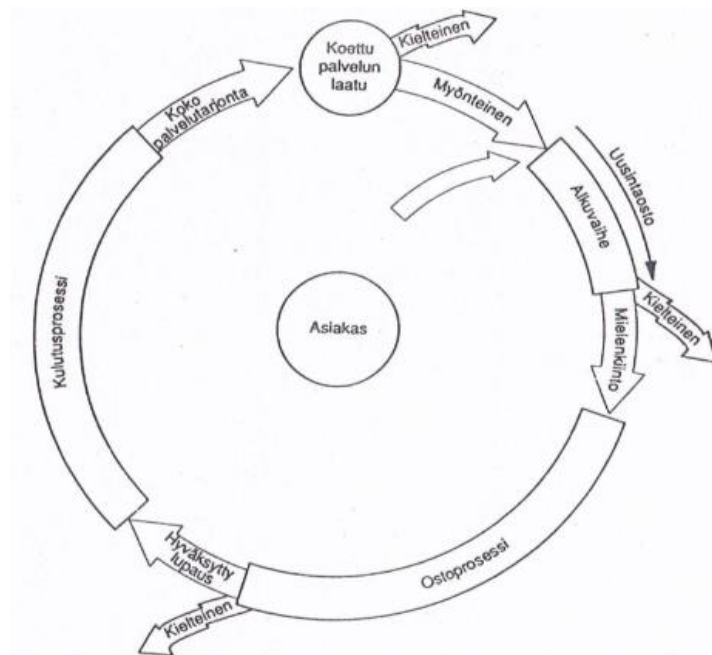 Koettu
palvelun
laatu
Kielteinen
Myönteinen
Uusintaosto
Alkuvaihe
Kielteinen
Mielenkiinto
Ostoprosessi
Hyväksytty
lupaus
Kielteinen
Kulutusprosessi
Koko
palvelutarjonta
Asiakas